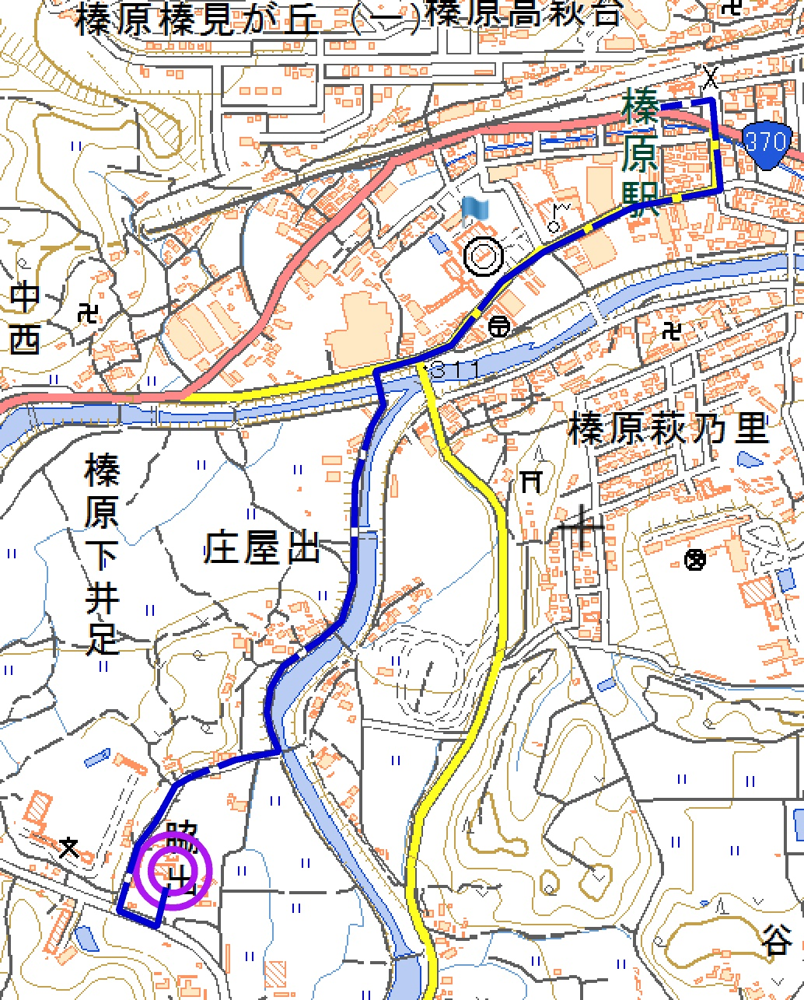 榛原榛見が丘（一）
榛原高萩台
榛原駅
370
中西
311
榛原萩乃里
榛原下井足
庄屋出
脇出
谷